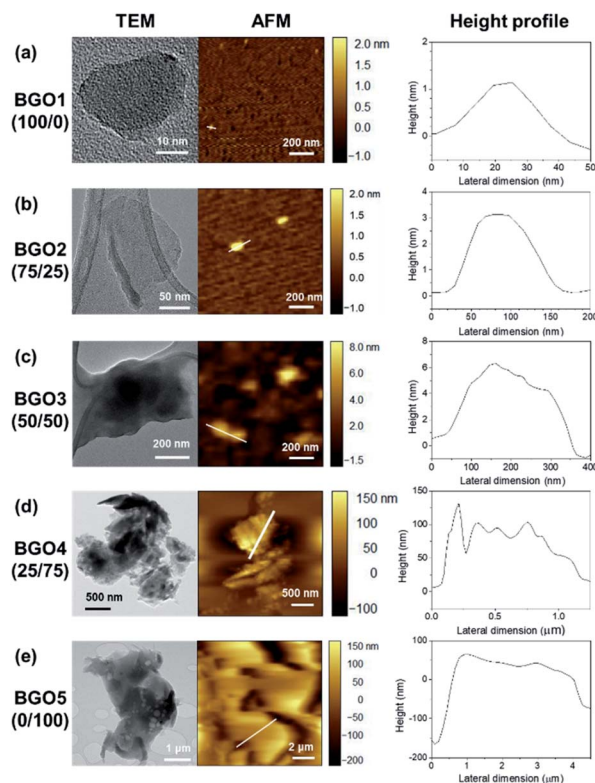 TEM AFM Height profile
(a)
BGO1
(100/0)
10 nm
200 nm
2.0 nm
1.5
1.0
0.5
0.0
−1.0
Height (nm)
2
1
0
0 10 20 30 40 50
Lateral dimension (nm)
(b)
BGO2
(75/25)
50 nm
200 nm
2.0 nm
1.5
1.0
0.5
0.0
−1.0
Height (nm)
4
3
2
1
0
0 50 100 150 200
Lateral dimension (nm)
(c)
BGO3
(50/50)
200 nm
200 nm
8.0 nm
6.0
4.0
2.0
0.0
-1.5
Height (nm)
8
6
4
2
0
0 100 200 300 400
Lateral dimension (nm)
(d)
BGO4
(25/75)
500 nm
500 nm
150 nm
100
50
0
−100
Height (nm)
150
100
50
0
0.0 0.5 1.0
Lateral dimension (µm)
(e)
BGO5
(0/100)
1 µm
2 µm
150 nm
100
50
0
-50
-100
-150
-200
Height (nm)
100
0
-100
-200
0 1 2 3 4
Lateral dimension (µm)